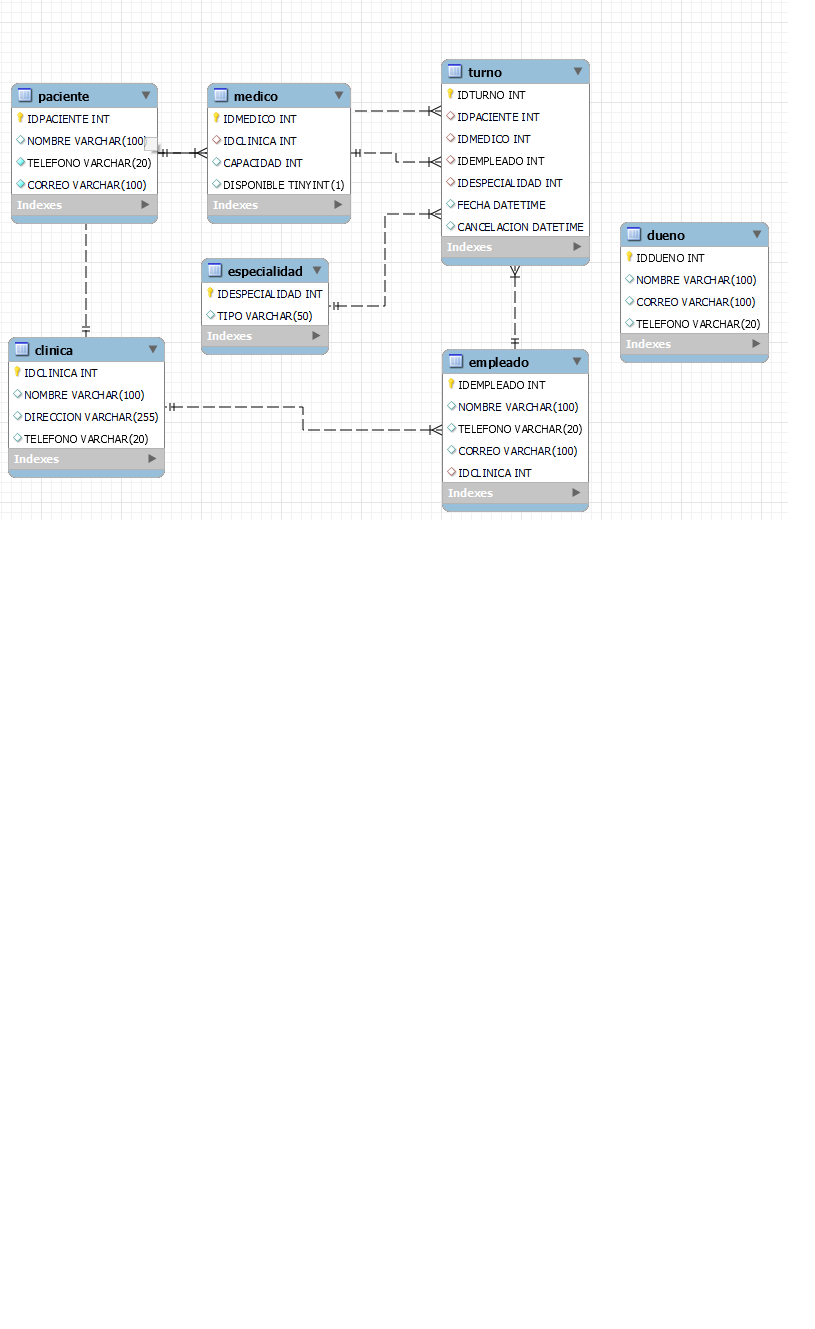 paciente
IDPACIENTE INT
NOMBRE VARCHAR(100)
TELEFONO VARCHAR(20)
CORREO VARCHAR(100)
Indexes
medico
IDMEDICO INT
IDCLINICA INT
CAPACIDAD INT
DISPONIBLE TINYINT(1)
Indexes
turno
IDTURNO INT
IDPACIENTE INT
IDMEDICO INT
IDEMPLEADO INT
IDESPECIALIDAD INT
FECHA DATETIME
CANCELACION DATETIME
Indexes
dueno
IDDUENO INT
NOMBRE VARCHAR(100)
CORREO VARCHAR(100)
TELEFONO VARCHAR(20)
Indexes
especialidad
IDESPECIALIDAD INT
TIPO VARCHAR(50)
Indexes
clinica
IDCLINICA INT
NOMBRE VARCHAR(100)
DIRECCION VARCHAR(255)
TELEFONO VARCHAR(20)
Indexes
empleado
IDEMPLEADO INT
NOMBRE VARCHAR(100)
TELEFONO VARCHAR(20)
CORREO VARCHAR(100)
IDCLINICA INT
Indexes